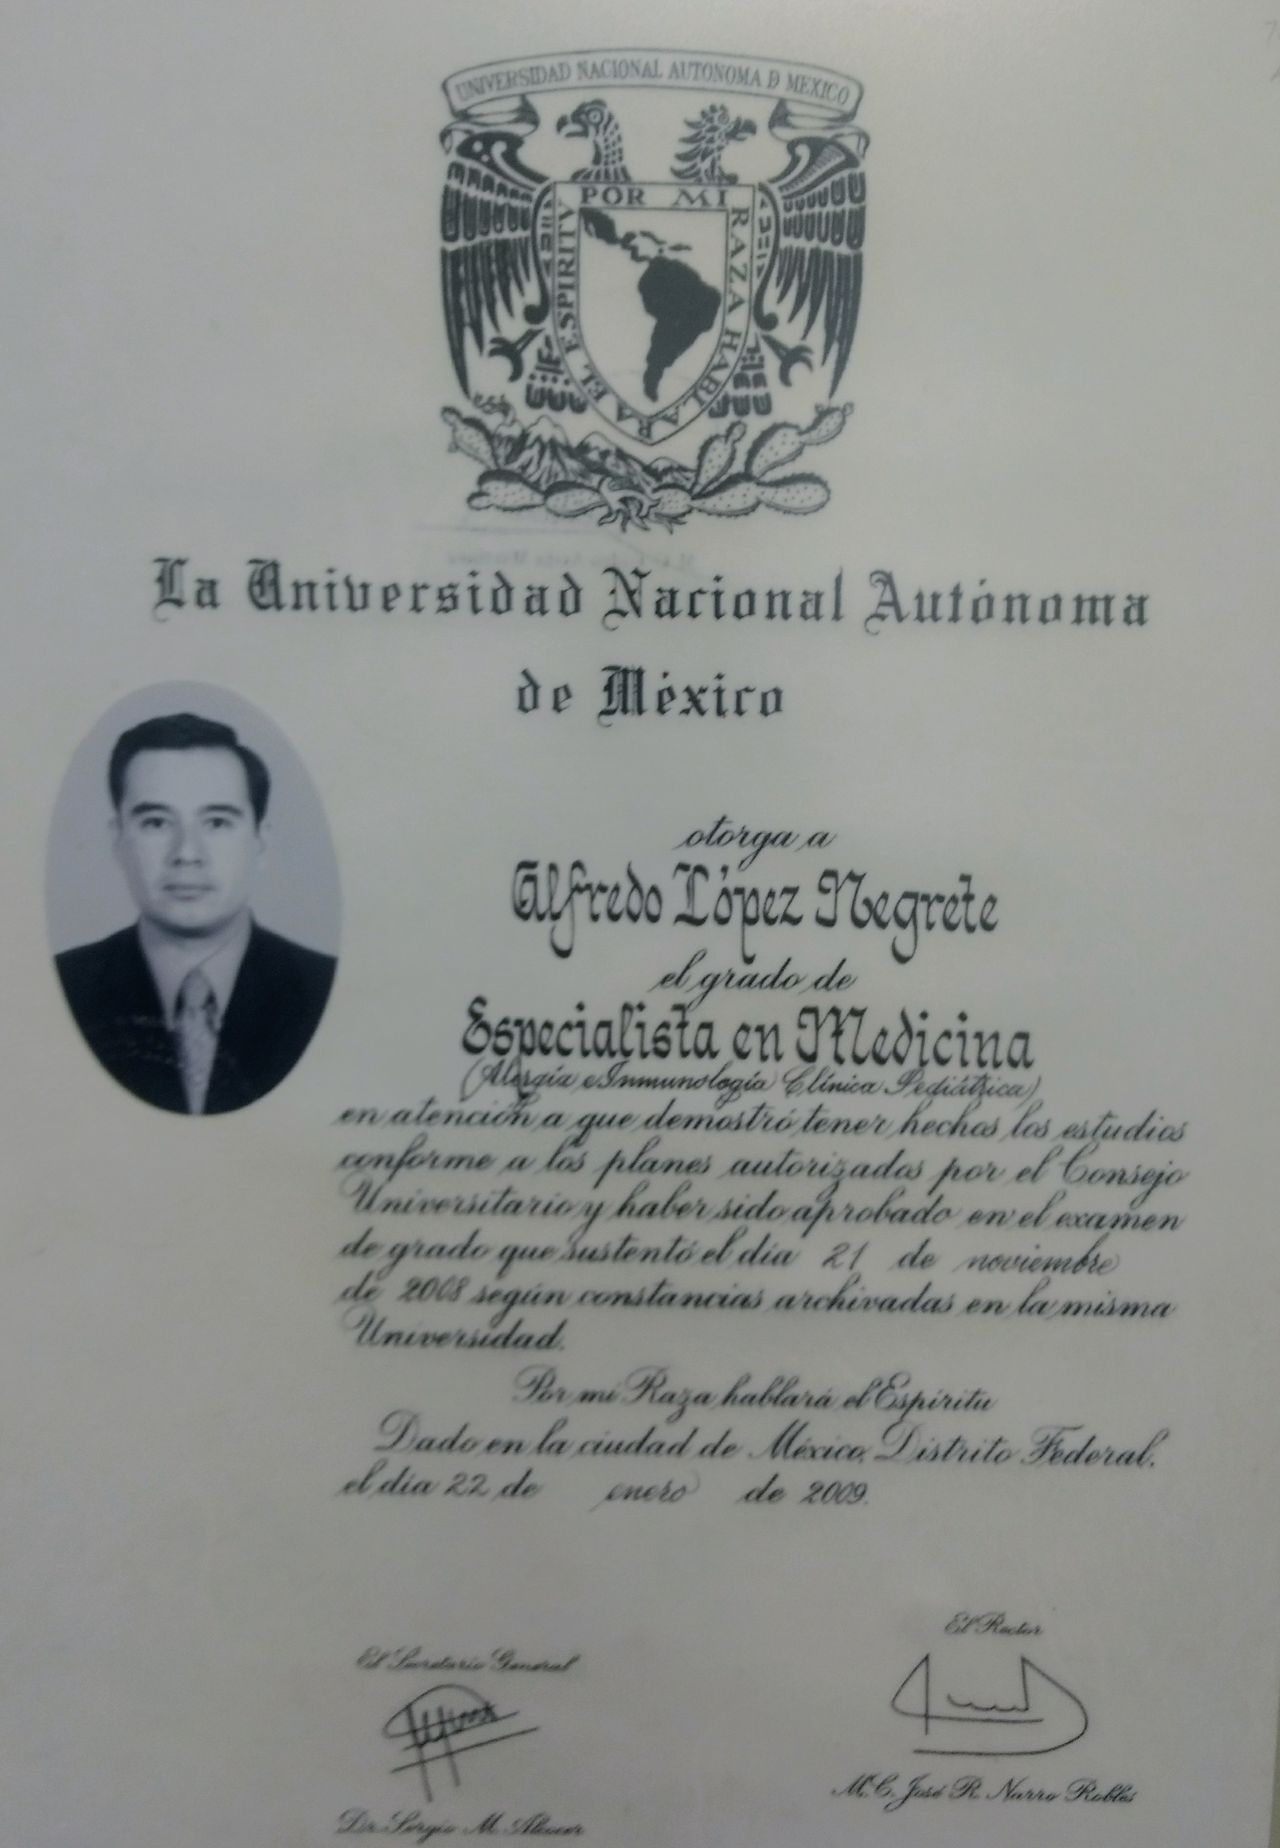 UNIVERSIDAD NACIONAL AUTONOMA D MEXICO
POR MI RAZA HABLARA EL ESPIRITV
La Universidad Nacional Autónoma
de México
otorga a
Alfredo López Negrete
el grado de
Especialista en Medicina
(Alergia e Inmunología Clínica Pediátrica)
en atención a que demostró tener hechos los estudios
conforme a los planes autorizados por el Consejo
Universitario y haber sido aprobado en el examen
de grado que sustentó el día 21 de noviembre
de 2008 según constancias archivadas en la misma
Universidad.
Por mi Raza hablará el Espíritu
Dado en la ciudad de México, Distrito Federal,
el día 22 de enero de 2009.
El Rector
El Secretario General
M. C. José R. Narro Robles
Dr. Sergio M. Alcocer